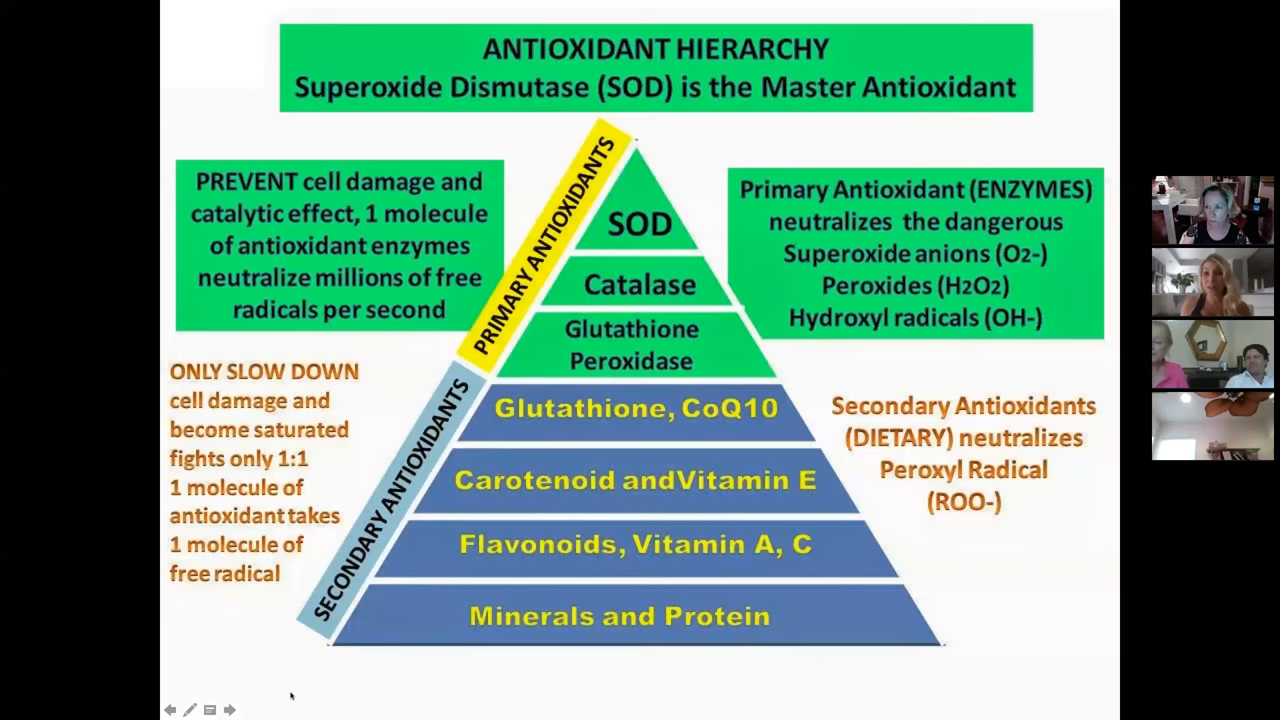 ANTIOXIDANT HIERARCHY
Superoxide Dismutase (SOD) is the Master Antioxidant
PREVENT cell damage and
catalytic effect, 1 molecule
of antioxidant enzymes
neutralize millions of free
radicals per second
PRIMARY ANTIOXIDANTS
SOD
Catalase
Glutathione
Peroxidase
Primary Antioxidant (ENZYMES)
neutralizes the dangerous
Superoxide anions (O2-)
Peroxides (H2O2)
Hydroxyl radicals (OH-)
ONLY SLOW DOWN
cell damage and
become saturated
fights only 1:1
1 molecule of
antioxidant takes
1 molecule of
free radical
SECONDARY ANTIOXIDANTS
Glutathione, CoQ10
Carotenoid andVitamin E
Flavonoids, Vitamin A, C
Minerals and Protein
Secondary Antioxidants
(DIETARY) neutralizes
Peroxyl Radical
(ROO-)